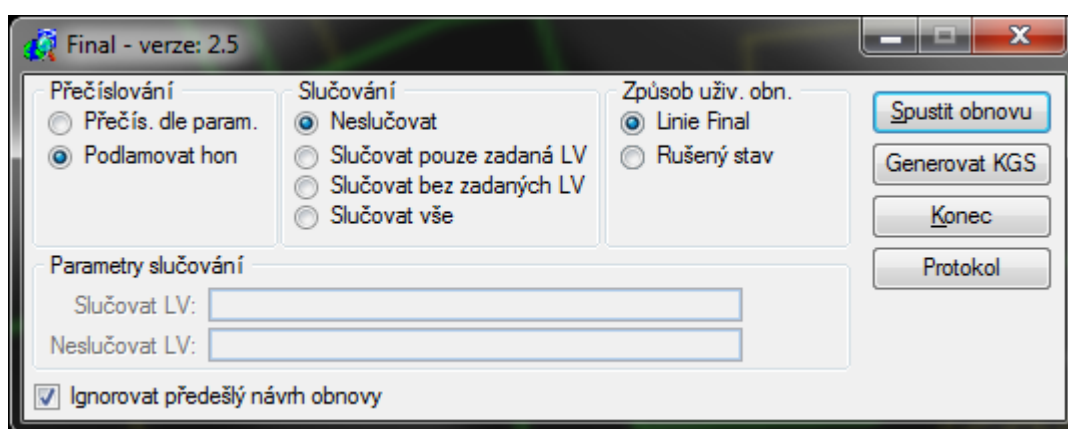 Final - verze: 2.5
Přečíslování
Přečís. dle param.
Podlamovat hon
Slučování
Neslučovat
Slučovat pouze zadaná LV
Slučovat bez zadaných LV
Slučovat vše
Způsob uživ. obn.
Linie Final
Rušený stav
Spustit obnovu
Generovat KGS
Konec
Protokol
Parametry slučování
Slučovat LV:
Neslučovat LV:
Ignorovat předešlý návrh obnovy